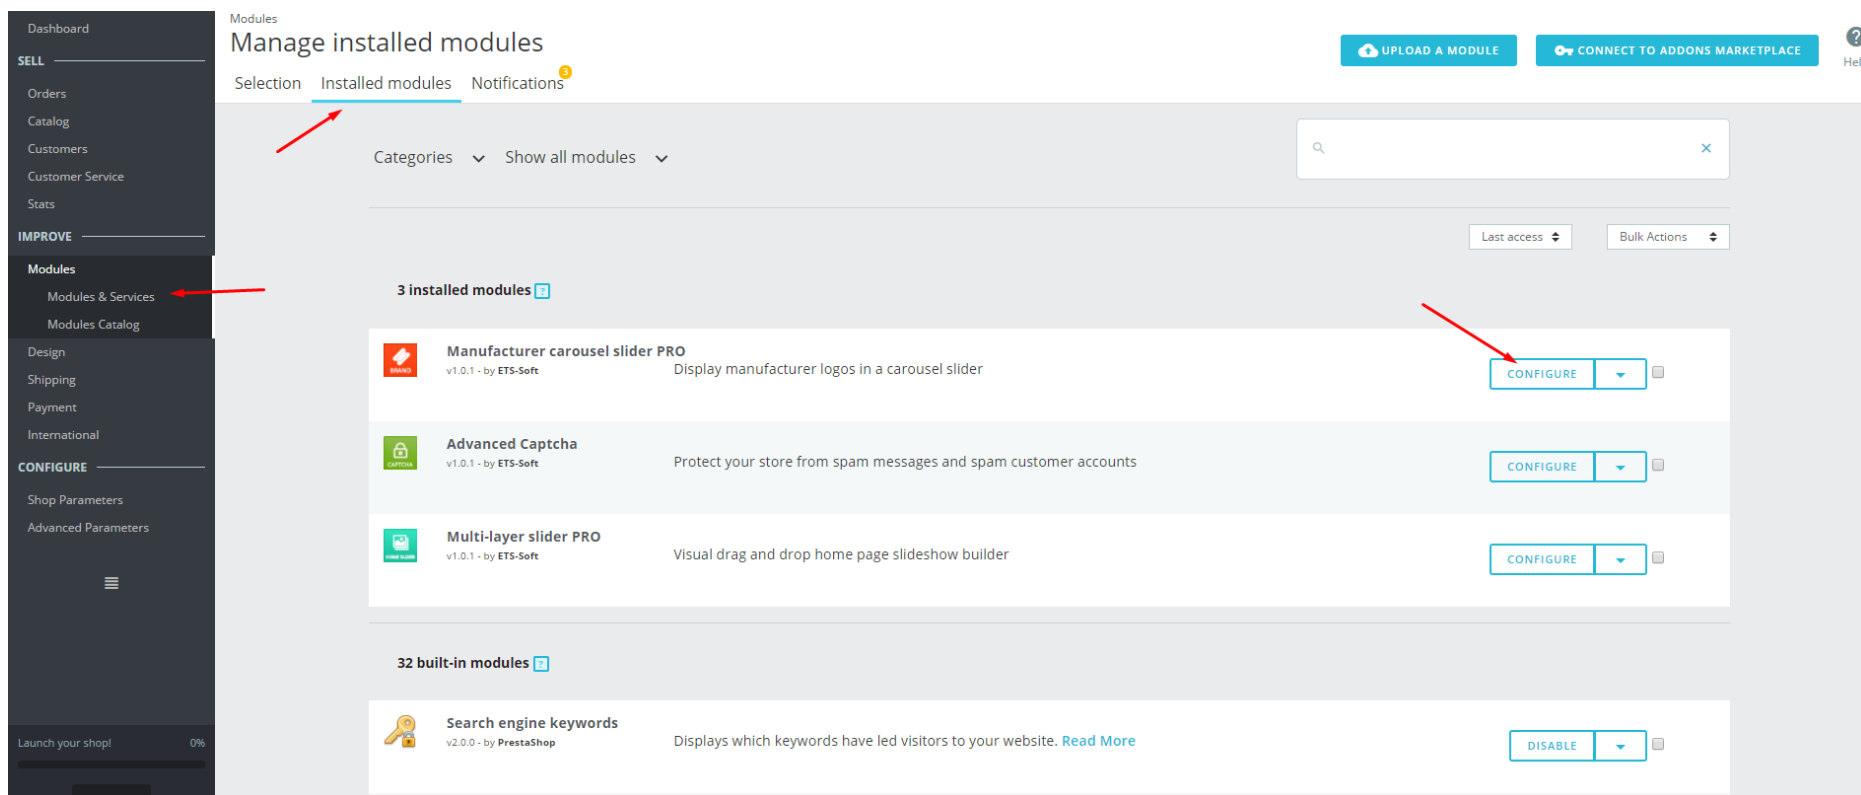 Dashboard
SELL
Orders
Catalog
Customers
Customer Service
Stats
IMPROVE
Modules
Modules & Services
Modules Catalog
Design
Shipping
Payment
International
CONFIGURE
Shop Parameters
Advanced Parameters
Launch your shop! 0%
Modules
Manage installed modules
UPLOAD A MODULE
CONNECT TO ADDONS MARKETPLACE
Hel
Selection Installed modules Notifications 3
Categories Show all modules
Last access Bulk Actions
3 installed modules ?
BRAND
Manufacturer carousel slider PRO
v1.0.1 - by ETS-Soft
Display manufacturer logos in a carousel slider
CONFIGURE
CAPTCHA
Advanced Captcha
v1.0.1 - by ETS-Soft
Protect your store from spam messages and spam customer accounts
CONFIGURE
HOME SLIDER
Multi-layer slider PRO
v1.0.1 - by ETS-Soft
Visual drag and drop home page slideshow builder
CONFIGURE
32 built-in modules ?
Search engine keywords
v2.0.0 - by PrestaShop
Displays which keywords have led visitors to your website. Read More
DISABLE